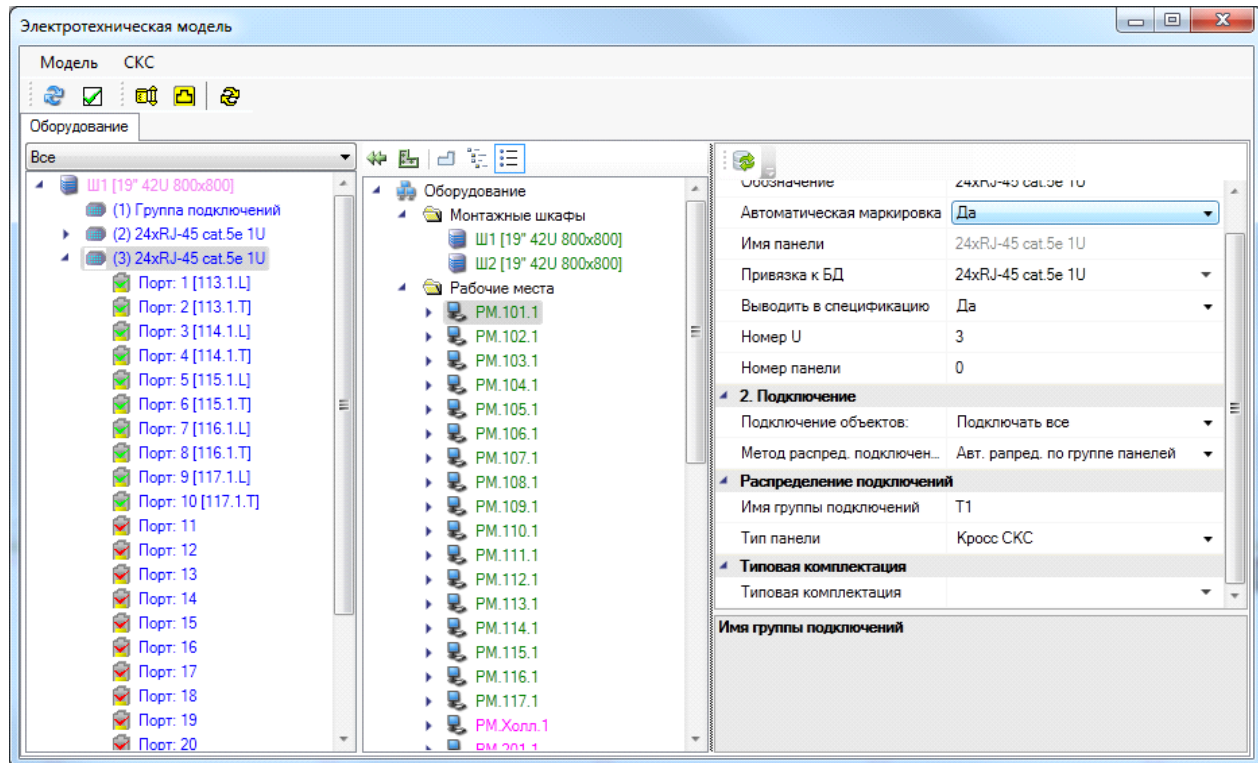 Электротехническая модель
Модель СКС
Оборудование
Все
Ш1 [19" 42U 800x800]
(1) Группа подключений
(2) 24xRJ-45 cat.5e 1U
(3) 24xRJ-45 cat.5e 1U
Порт: 1 [113.1.L]
Порт: 2 [113.1.T]
Порт: 3 [114.1.L]
Порт: 4 [114.1.T]
Порт: 5 [115.1.L]
Порт: 6 [115.1.T]
Порт: 7 [116.1.L]
Порт: 8 [116.1.T]
Порт: 9 [117.1.L]
Порт: 10 [117.1.T]
Порт: 11
Порт: 12
Порт: 13
Порт: 14
Порт: 15
Порт: 16
Порт: 17
Порт: 18
Порт: 19
Порт: 20
Оборудование
Монтажные шкафы
Ш1 [19" 42U 800x800]
Ш2 [19" 42U 800x800]
Рабочие места
РМ.101.1
РМ.102.1
РМ.103.1
РМ.104.1
РМ.105.1
РМ.106.1
РМ.107.1
РМ.108.1
РМ.109.1
РМ.110.1
РМ.111.1
РМ.112.1
РМ.113.1
РМ.114.1
РМ.115.1
РМ.116.1
РМ.117.1
РМ.Холл.1
РМ.201.1
Обозначение 24xRJ-45 cat.5e 1U
Автоматическая маркировка Да
Имя панели 24xRJ-45 cat.5e 1U
Привязка к БД 24xRJ-45 cat.5e 1U
Выводить в спецификацию Да
Номер U 3
Номер панели 0
2. Подключение
Подключение объектов: Подключать все
Метод распред. подключен... Авт. рапред. по группе панелей
Распределение подключений
Имя группы подключений Т1
Тип панели Кросс СКС
Типовая комплектация
Типовая комплектация
Имя группы подключений